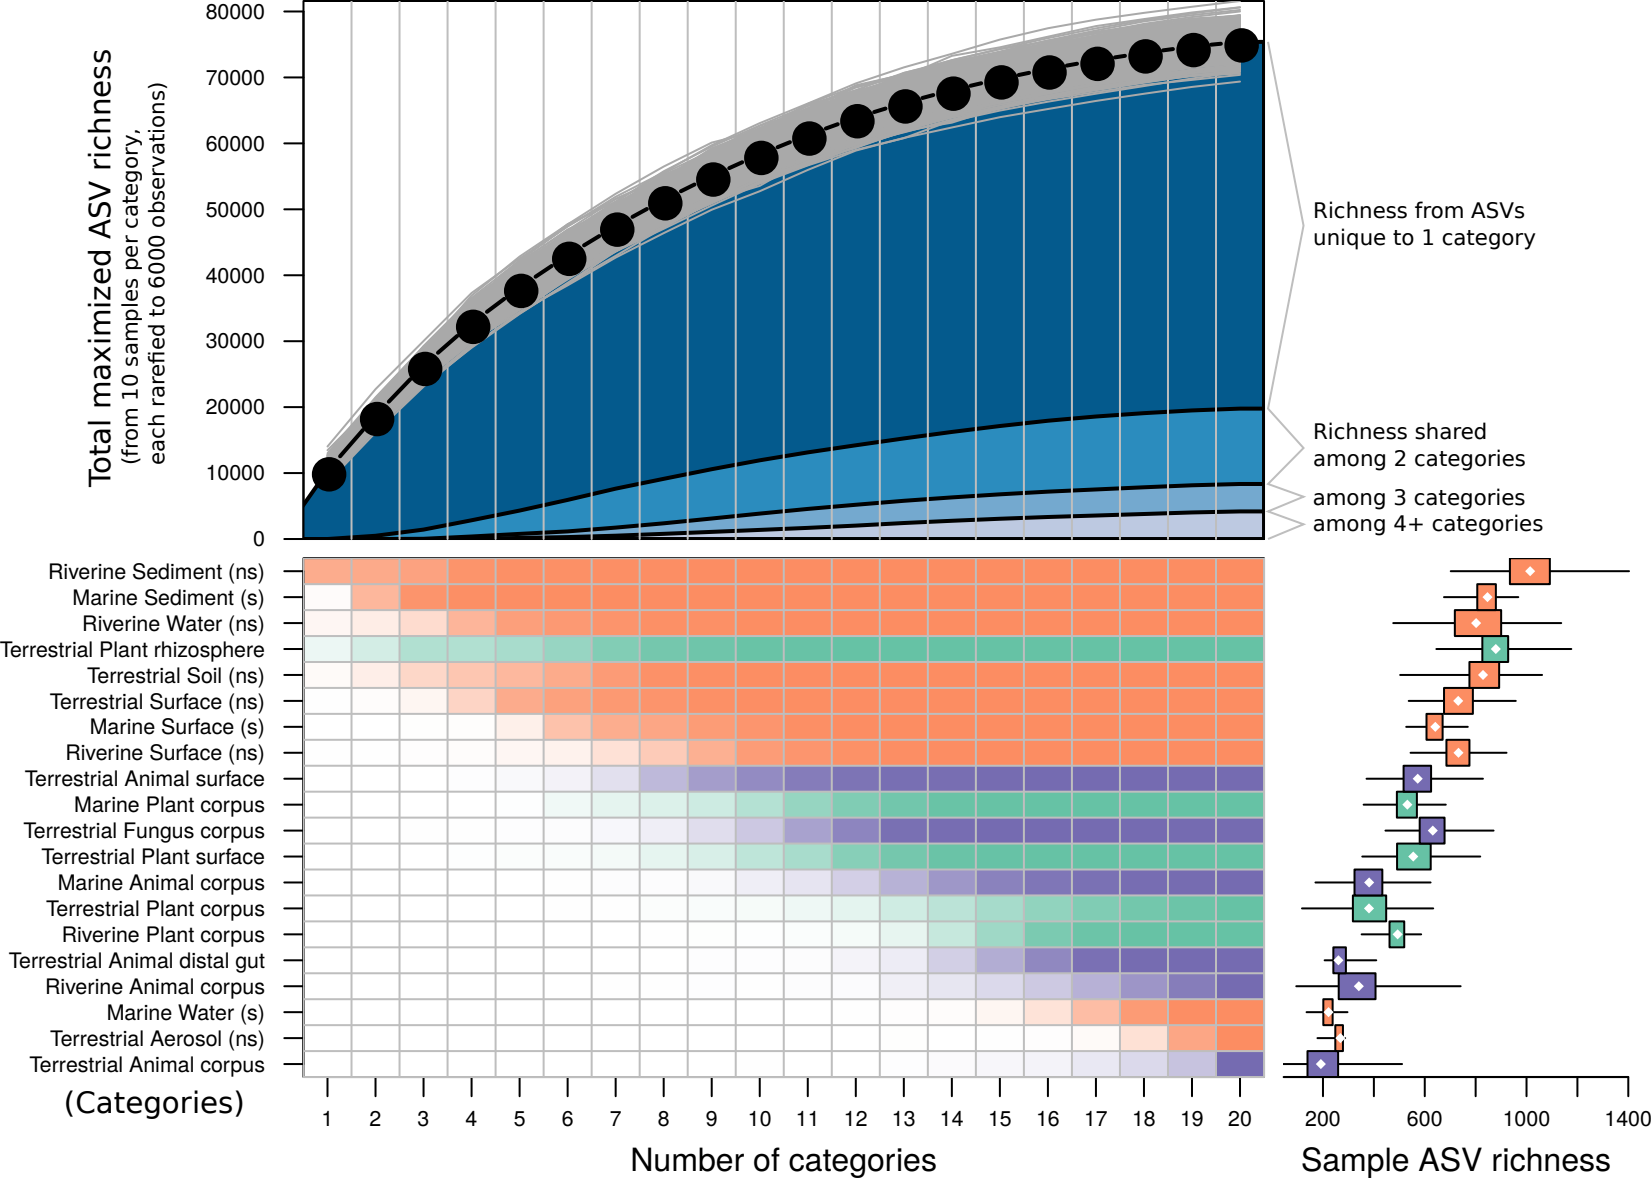 Total maximized ASV richness
(from 10 samples per category,
each rarefied to 6000 observations)
80000
70000
60000
50000
40000
30000
20000
10000
0
Richness from ASVs
unique to 1 category
Richness shared
among 2 categories
among 3 categories
among 4+ categories
Riverine Sediment (ns)
Marine Sediment (s)
Riverine Water (ns)
Terrestrial Plant rhizosphere
Terrestrial Soil (ns)
Terrestrial Surface (ns)
Marine Surface (s)
Riverine Surface (ns)
Terrestrial Animal surface
Marine Plant corpus
Terrestrial Fungus corpus
Terrestrial Plant surface
Marine Animal corpus
Terrestrial Plant corpus
Riverine Plant corpus
Terrestrial Animal distal gut
Riverine Animal corpus
Marine Water (s)
Terrestrial Aerosol (ns)
Terrestrial Animal corpus
(Categories)
1 2 3 4 5 6 7 8 9 10 11 12 13 14 15 16 17 18 19 20
Number of categories
200 600 1000 1400
Sample ASV richness